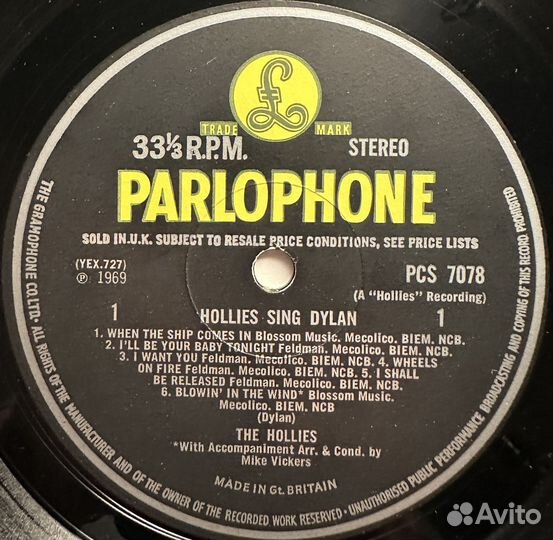 £
TRADE MARK
33⅓ R.P.M.
STEREO
PARLOPHONE
SOLD IN U.K. SUBJECT TO RESALE PRICE CONDITIONS, SEE PRICE LISTS
(YEX.727)
PCS 7078
℗ 1969
(A "Hollies" Recording)
1 HOLLIES SING DYLAN 1
1. WHEN THE SHIP COMES IN Blossom Music. Mecolico. BIEM. NCB.
2. I'LL BE YOUR BABY TONIGHT Feldman. Mecolico. BIEM. NCB.
3. I WANT YOU Feldman. Mecolico. BIEM. NCB. 4. WHEELS
ON FIRE Feldman. Mecolico. BIEM. NCB. 5. I SHALL
BE RELEASED Feldman. Mecolico. BIEM. NCB.
6. BLOWIN' IN THE WIND* Blossom Music.
Mecolico. BIEM. NCB
(Dylan)
THE HOLLIES
*With Accompaniment Arr. & Cond. by
Mike Vickers
MADE IN Gt. BRITAIN
THE GRAMOPHONE CO. LTD. · ALL RIGHTS OF THE MANUFACTURER AND OF THE OWNER OF THE RECORDED WORK RESERVED · UNAUTHORISED PUBLIC PERFORMANCE BROADCASTING AND COPYING OF THIS RECORD PROHIBITED
Avito